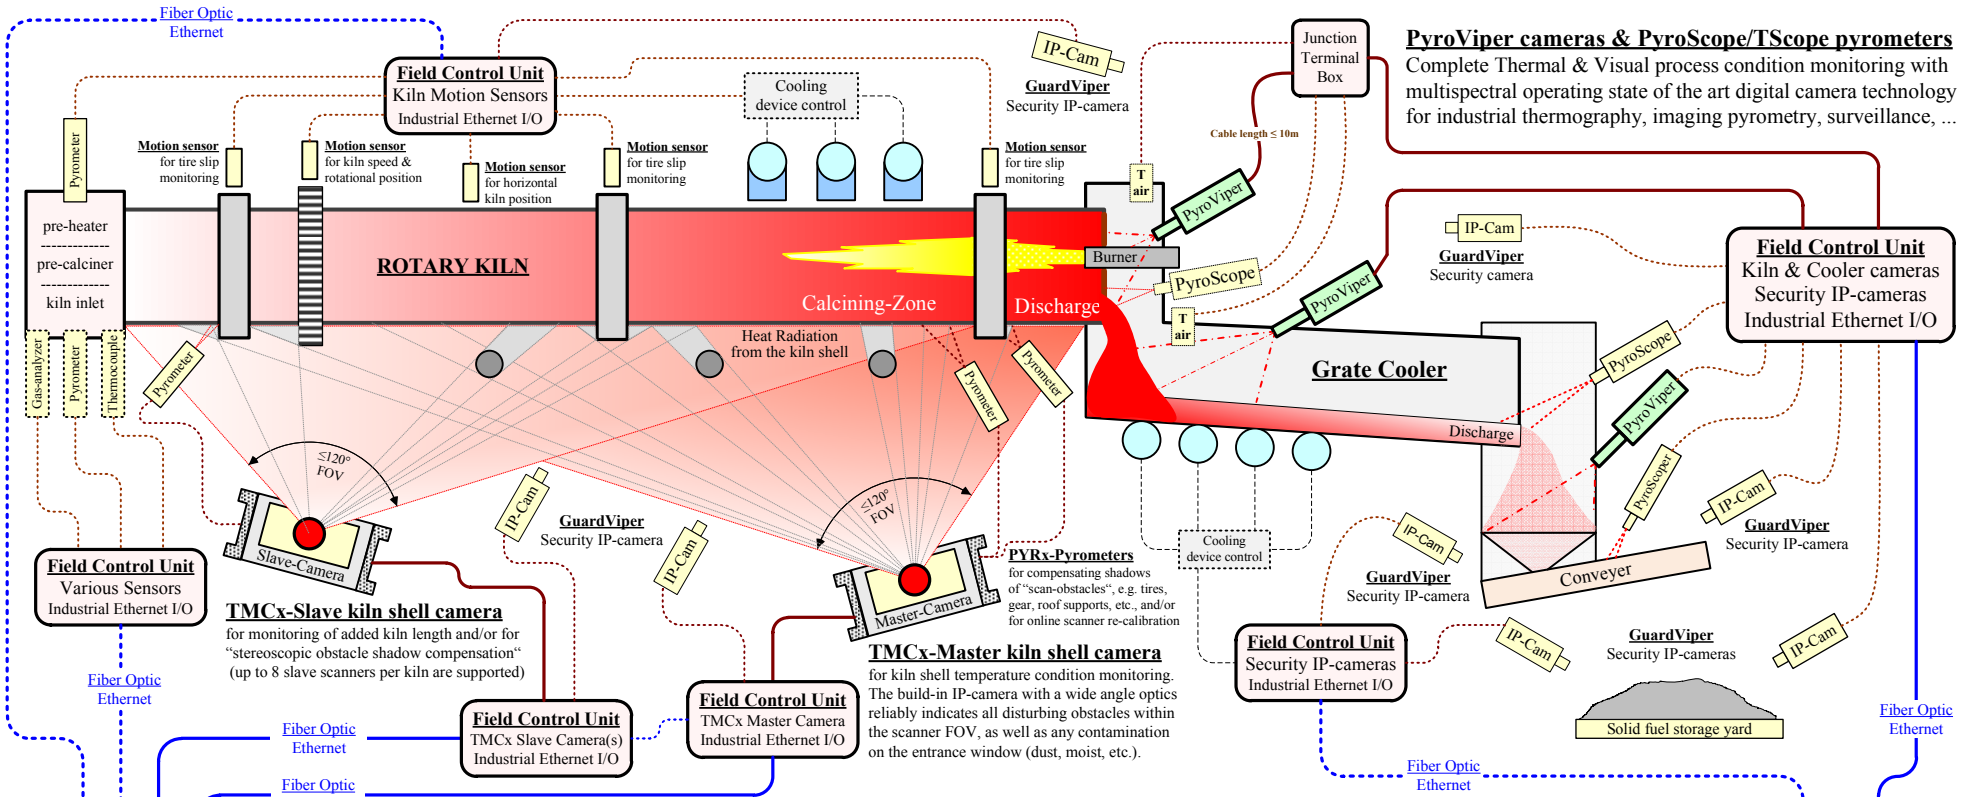 Fiber Optic
Ethernet
Field Control Unit
Kiln Motion Sensors
Industrial Ethernet I/O
IP-Cam
GuardViper
Security IP-camera
Junction
Terminal
Box
PyroViper cameras & PyroScope/TScope pyrometers
Complete Thermal & Visual process condition monitoring with
multispectral operating state of the art digital camera technology
for industrial thermography, imaging pyrometry, surveillance, ...
Cooling
device control
Cable length ≤ 10m
Pyrometer
Motion sensor
for tire slip
monitoring
Motion sensor
for kiln speed &
rotational position
Motion sensor
for horizontal
kiln position
Motion sensor
for tire slip
monitoring
Motion sensor
for tire slip
monitoring
T
air
PyroViper
pre-heater
-------------
pre-calciner
-------------
kiln inlet
ROTARY KILN
Calcining-Zone
Discharge
Burner
PyroScope
T
air
PyroViper
IP-Cam
GuardViper
Security camera
Field Control Unit
Kiln & Cooler cameras
Security IP-cameras
Industrial Ethernet I/O
Gas-analyzer
Pyrometer
Thermocouple
Pyrometer
Heat Radiation
from the kiln shell
Pyrometer
Pyrometer
Grate Cooler
Discharge
PyroScope
PyroViper
PyroScoper
≤120°
FOV
≤120°
FOV
IP-Cam
GuardViper
Security IP-camera
IP-Cam
Slave-Camera
Master-Camera
Field Control Unit
Various Sensors
Industrial Ethernet I/O
TMCx-Slave kiln shell camera
for monitoring of added kiln length and/or for
“stereoscopic obstacle shadow compensation“
(up to 8 slave scanners per kiln are supported)
PYRx-Pyrometers
for compensating shadows
of “scan-obstacles“, e.g. tires,
gear, roof supports, etc., and/or
for online scanner re-calibration
TMCx-Master kiln shell camera
for kiln shell temperature condition monitoring.
The build-in IP-camera with a wide angle optics
reliably indicates all disturbing obstacles within
the scanner FOV, as well as any contamination
on the entrance window (dust, moist, etc.).
Cooling
device control
IP-Cam
GuardViper
Security IP-camera
IP-Cam
GuardViper
Security IP-camera
Conveyer
Field Control Unit
Security IP-cameras
Industrial Ethernet I/O
IP-Cam
GuardViper
Security IP-cameras
IP-Cam
Solid fuel storage yard
Fiber Optic
Ethernet
Fiber Optic
Ethernet
Field Control Unit
TMCx Slave Camera(s)
Industrial Ethernet I/O
Field Control Unit
TMCx Master Camera
Industrial Ethernet I/O
Fiber Optic
Fiber Optic
Ethernet
Fiber Optic
Ethernet